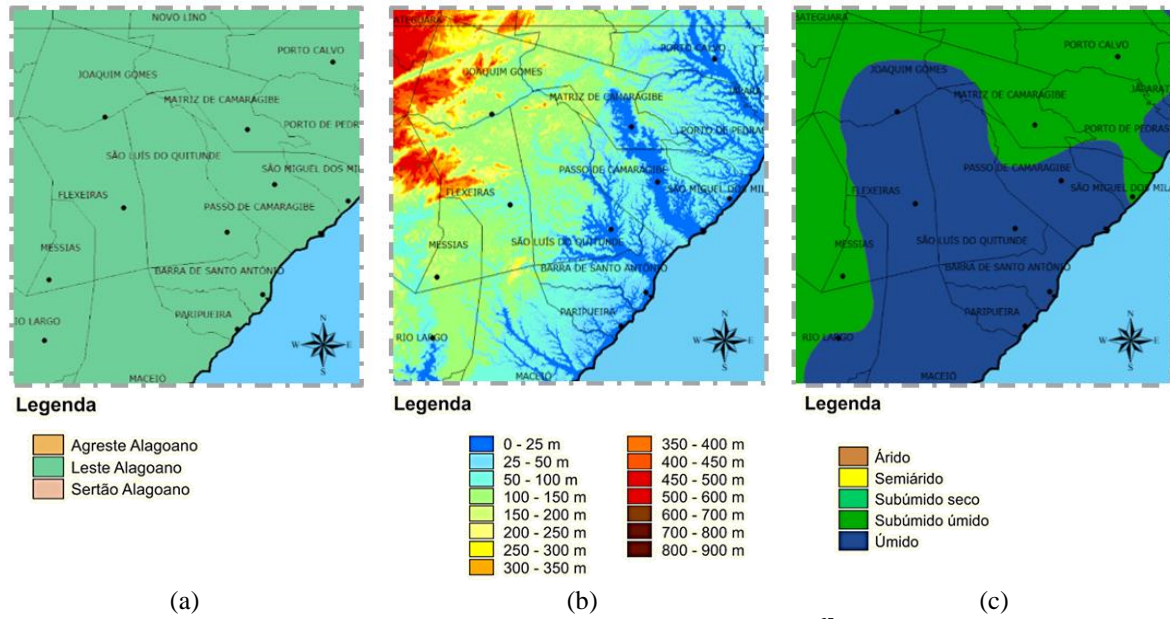 NOVO LINO
PORTO CALVO
JOAQUIM GOMES
MATRIZ DE CAMARAGIBE
PORTO DE PEDRAS
SÃO LUÍS DO QUITUNDE
SÃO MIGUEL DOS MIL
FLEXEIRAS
PASSO DE CAMARAGIBE
MESSIAS
BARRA DE SANTO ANTÔNIO
IO LARGO
PARIPUEIRA
MACEIÓ
N
W E
S
Legenda
Agreste Alagoano
Leste Alagoano
Sertão Alagoano
(a)
ATEGUARA
PORTO CALVO
JOAQUIM GOMES
JAPARA
MATRIZ DE CAMARAGIBE
PORTO DE PEDRAS
PASSO DE CAMARAGIBE
SÃO MIGUEL DOS MIL
FLEXEIRAS
MESSIAS
SÃO LUÍS DO QUITUNDE
BARRA DE SANTO ANTÔNIO
PARIPUEIRA
RIO LARGO
MACEIÓ
N
W E
S
Legenda
0 - 25 m
25 - 50 m
50 - 100 m
100 - 150 m
150 - 200 m
200 - 250 m
250 - 300 m
300 - 350 m
350 - 400 m
400 - 450 m
450 - 500 m
500 - 600 m
600 - 700 m
700 - 800 m
800 - 900 m
(b)
BATEGUARA
PORTO CALVO
JOAQUIM GOMES
JAPARAT
MATRIZ DE CAMARAGIBE
PORTO DE PEDRAS
PASSO DE CAMARAGIBE
SÃO MIGUEL DOS MILA
FLEXEIRAS
MESSIAS
SÃO LUÍS DO QUITUNDE
BARRA DE SANTO ANTÔNIO
PARIPUEIRA
RIO LARGO
MACEIÓ
N
W E
S
Legenda
Árido
Semiárido
Subúmido seco
Subúmido úmido
Úmido
(c)